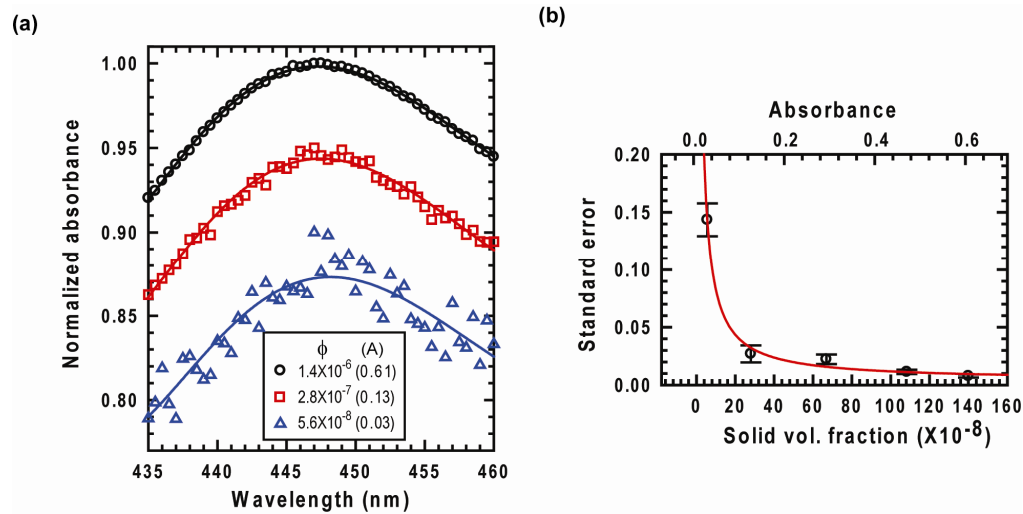 (a)
Normalized absorbance
1.00
0.95
0.90
0.85
0.80
ϕ (A)
1.4X10⁻⁶ (0.61)
2.8X10⁻⁷ (0.13)
5.6X10⁻⁸ (0.03)
435 440 445 450 455 460
Wavelength (nm)
(b)
Absorbance
0.0 0.2 0.4 0.6
Standard error
0.20
0.15
0.10
0.05
0.00
0 20 40 60 80 100 120 140 160
Solid vol. fraction (X10⁻⁸)